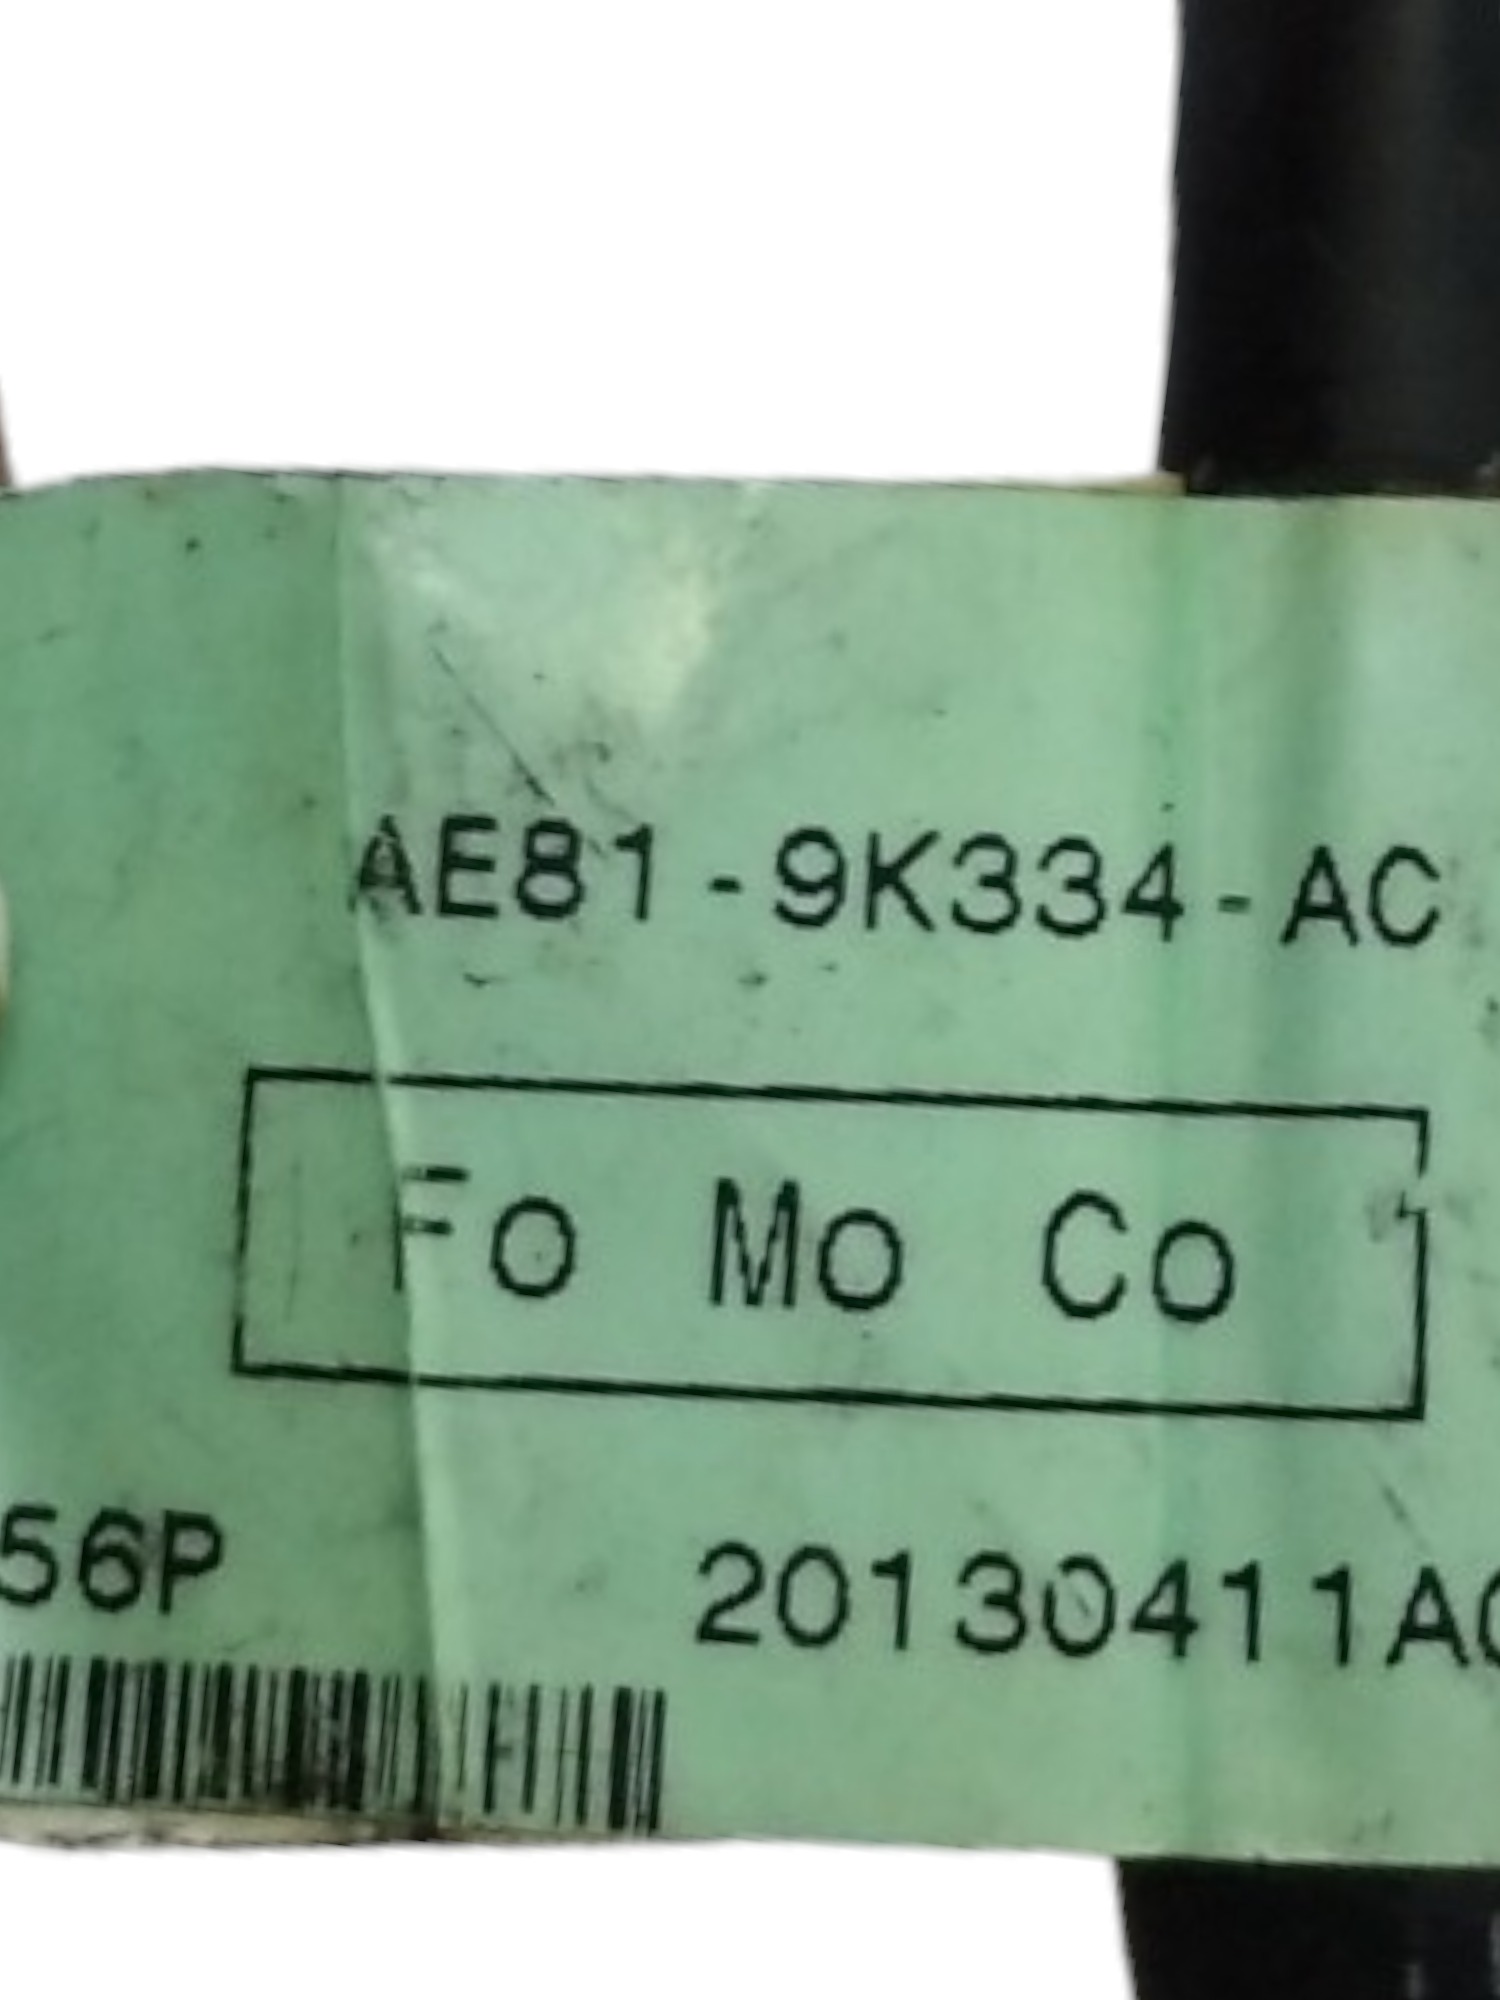 AE81-9K334-AC
Fo Mo Co
56P 20130411A